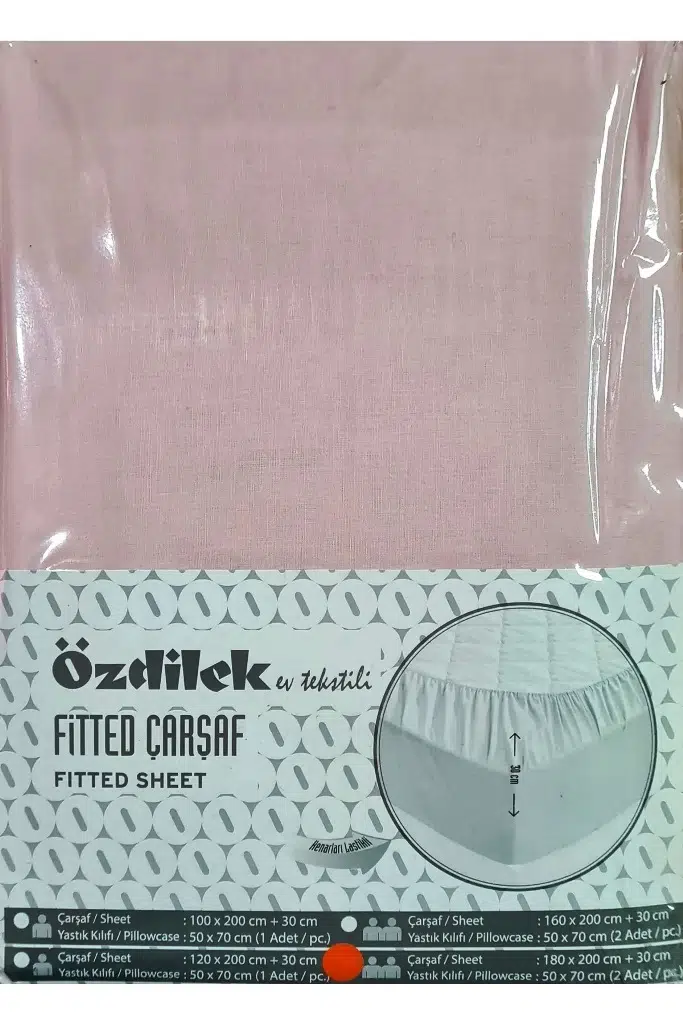 Özdilek ev tekstili
FİTTED ÇARŞAF
FITTED SHEET
30 cm
Kenarları Lastikli
Çarşaf / Sheet : 100 x 200 cm + 30 cm
Yastık Kılıfı / Pillowcase : 50 x 70 cm (1 Adet / pc.)
Çarşaf / Sheet : 160 x 200 cm + 30 cm
Yastık Kılıfı / Pillowcase : 50 x 70 cm (2 Adet / pc.)
Çarşaf / Sheet : 120 x 200 cm + 30 cm
Yastık Kılıfı / Pillowcase : 50 x 70 cm (1 Adet / pc.)
Çarşaf / Sheet : 180 x 200 cm + 30 cm
Yastık Kılıfı / Pillowcase : 50 x 70 cm (2 Adet / pc.)